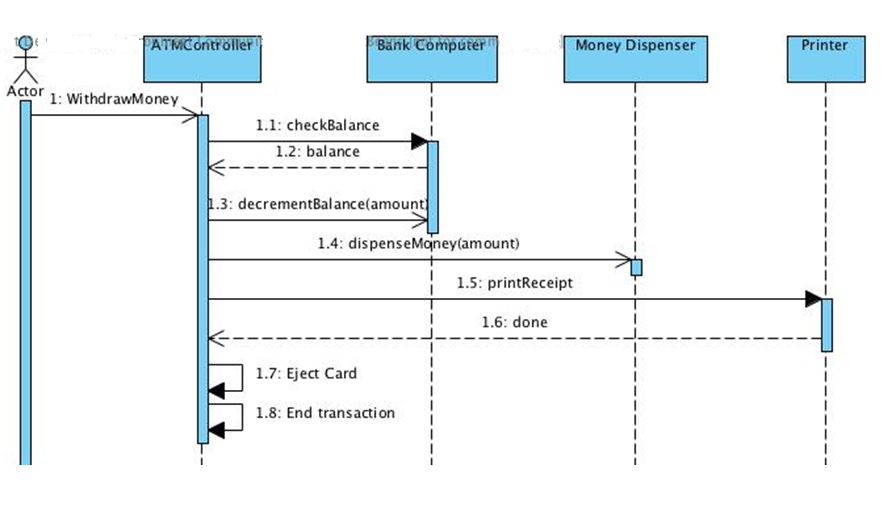 ATMController
Bank Computer
Money Dispenser
Printer
Actor
1: WithdrawMoney
1.1: checkBalance
1.2: balance
1.3: decrementBalance(amount)
1.4: dispenseMoney(amount)
1.5: printReceipt
1.6: done
1.7: Eject Card
1.8: End transaction